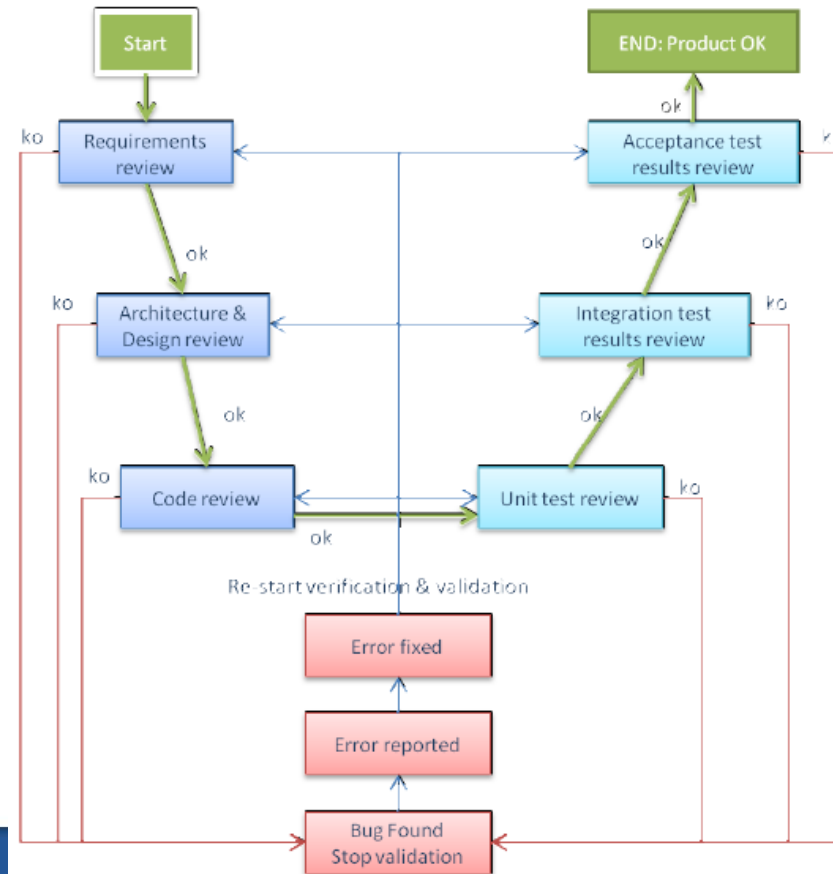 Start
END: Product OK
ok
ko
Requirements
review
Acceptance test
results review
k
ok
ok
ko
Architecture &
Design review
Integration test
results review
ko
ok
ok
ko
Code review
Unit test review
ko
ok
Re-start verification & validation
Error fixed
Error reported
Bug Found
Stop validation